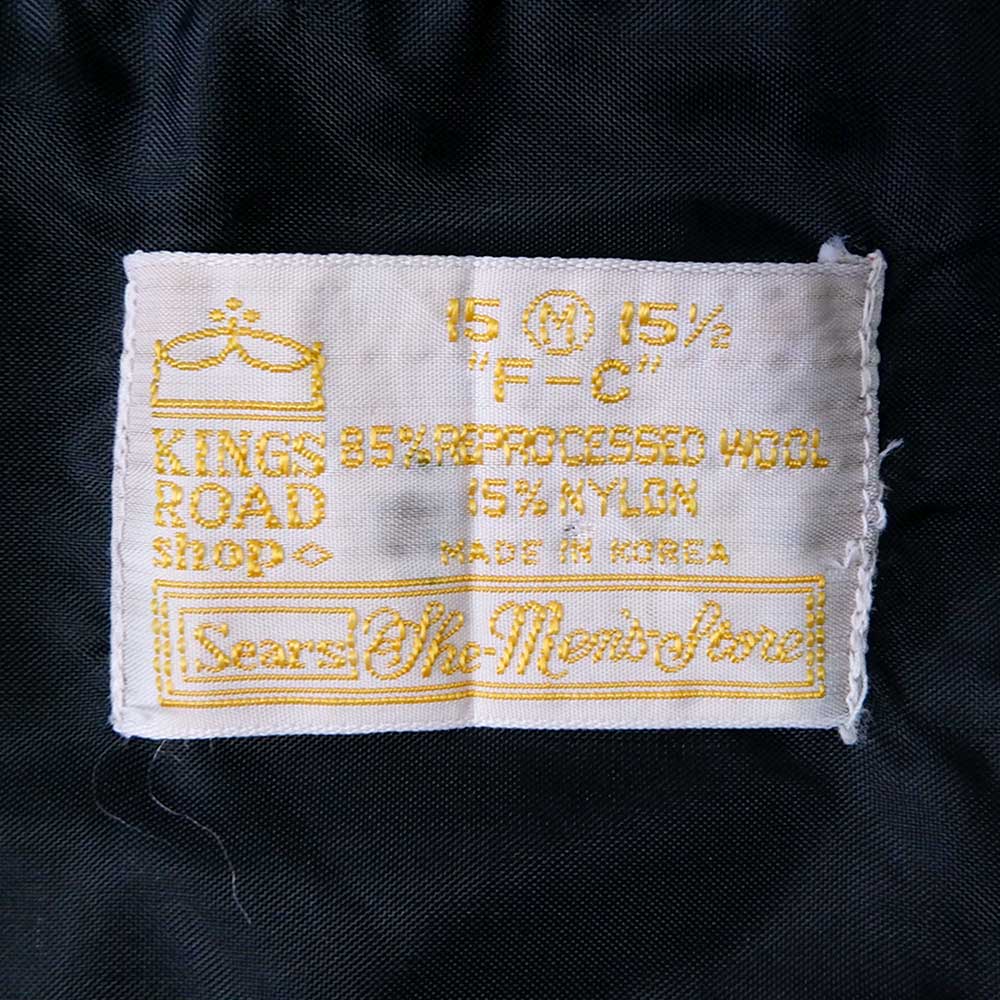 15 M 15½
"F-C"
KINGS
ROAD
shop
85% REPROCESSED WOOL
15% NYLON
MADE IN KOREA
Sears The Men's Store